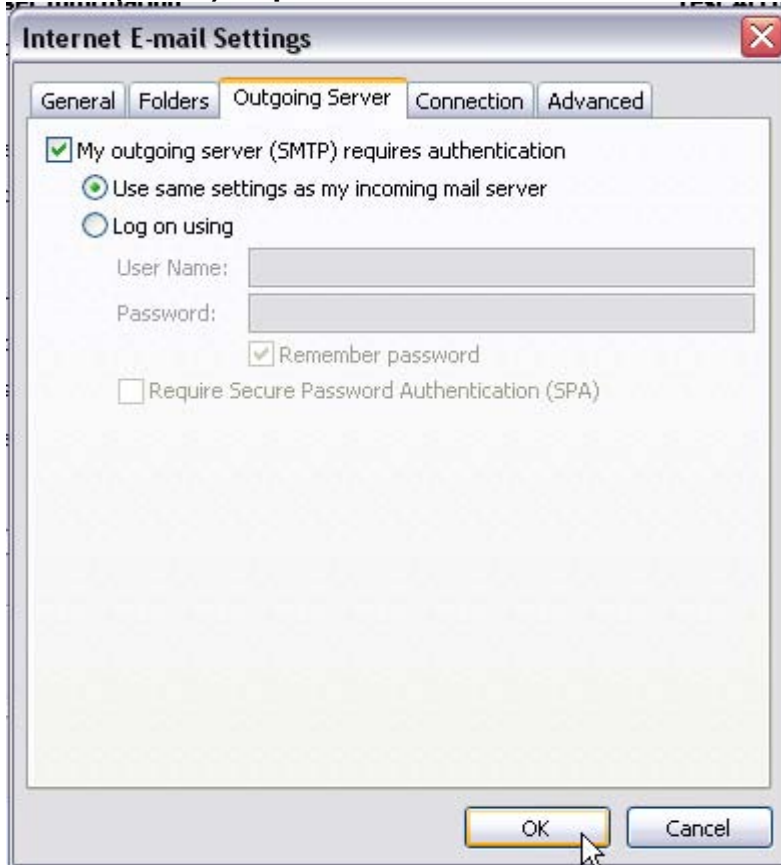 Internet E-mail Settings
General Folders Outgoing Server Connection Advanced
My outgoing server (SMTP) requires authentication
Use same settings as my incoming mail server
Log on using
User Name:
Password:
Remember password
Require Secure Password Authentication (SPA)
OK Cancel